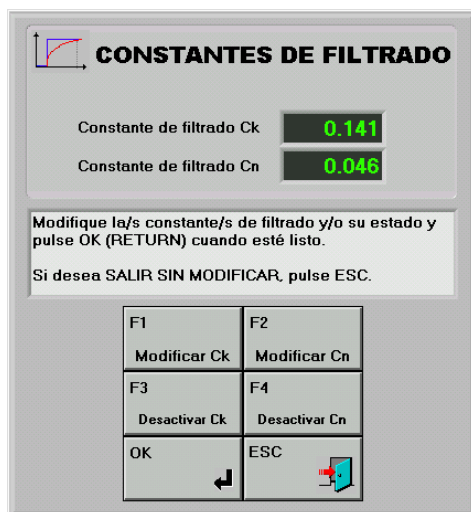 CONSTANTES DE FILTRADO
Constante de filtrado Ck 0.141
Constante de filtrado Cn 0.046
Modifique la/s constante/s de filtrado y/o su estado y
pulse OK (RETURN) cuando esté listo.
Si desea SALIR SIN MODIFICAR, pulse ESC.
F1
Modificar Ck
F2
Modificar Cn
F3
Desactivar Ck
F4
Desactivar Cn
OK
ESC